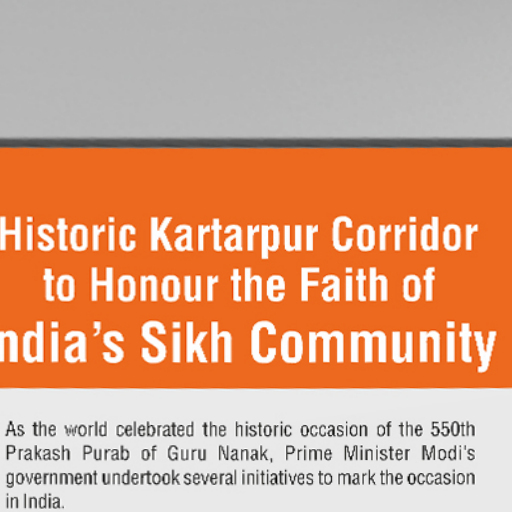 Historic Kartarpur Corridor
to Honour the Faith of
India's Sikh Community
As the world celebrated the historic occasion of the 550th
Prakash Purab of Guru Nanak, Prime Minister Modi's
government undertook several initiatives to mark the occasion
in India.